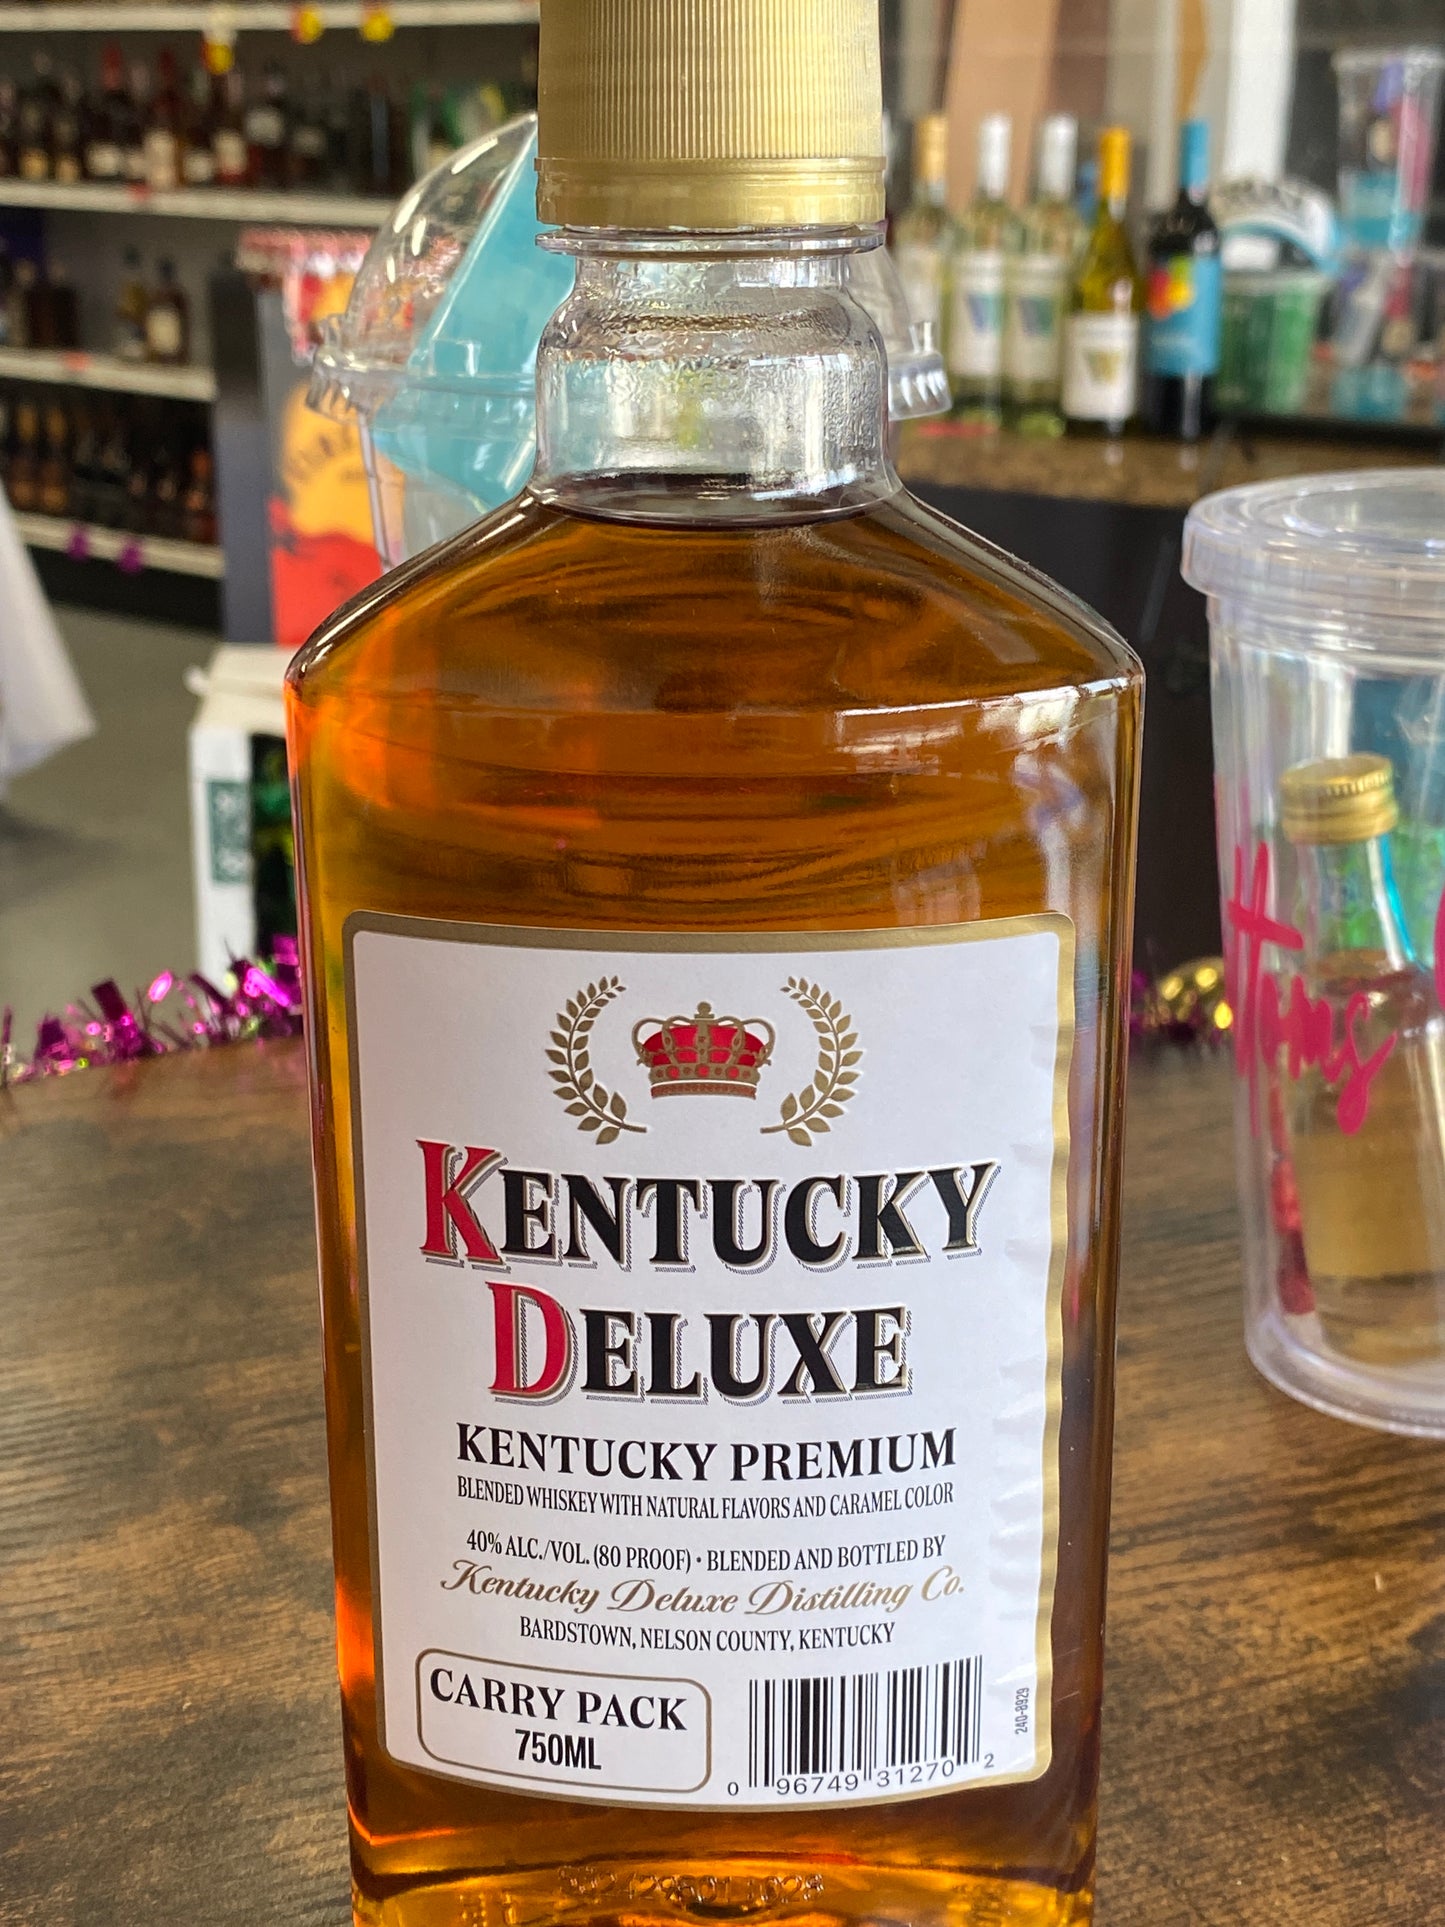 KENTUCKY
DELUXE
KENTUCKY PREMIUM
BLENDED WHISKEY WITH NATURAL FLAVORS AND CARAMEL COLOR
40% ALC./VOL. (80 PROOF) • BLENDED AND BOTTLED BY
Kentucky Deluxe Distilling Co.
BARDSTOWN, NELSON COUNTY, KENTUCKY
CARRY PACK
750ML
0 96749 31270 2
240-8929